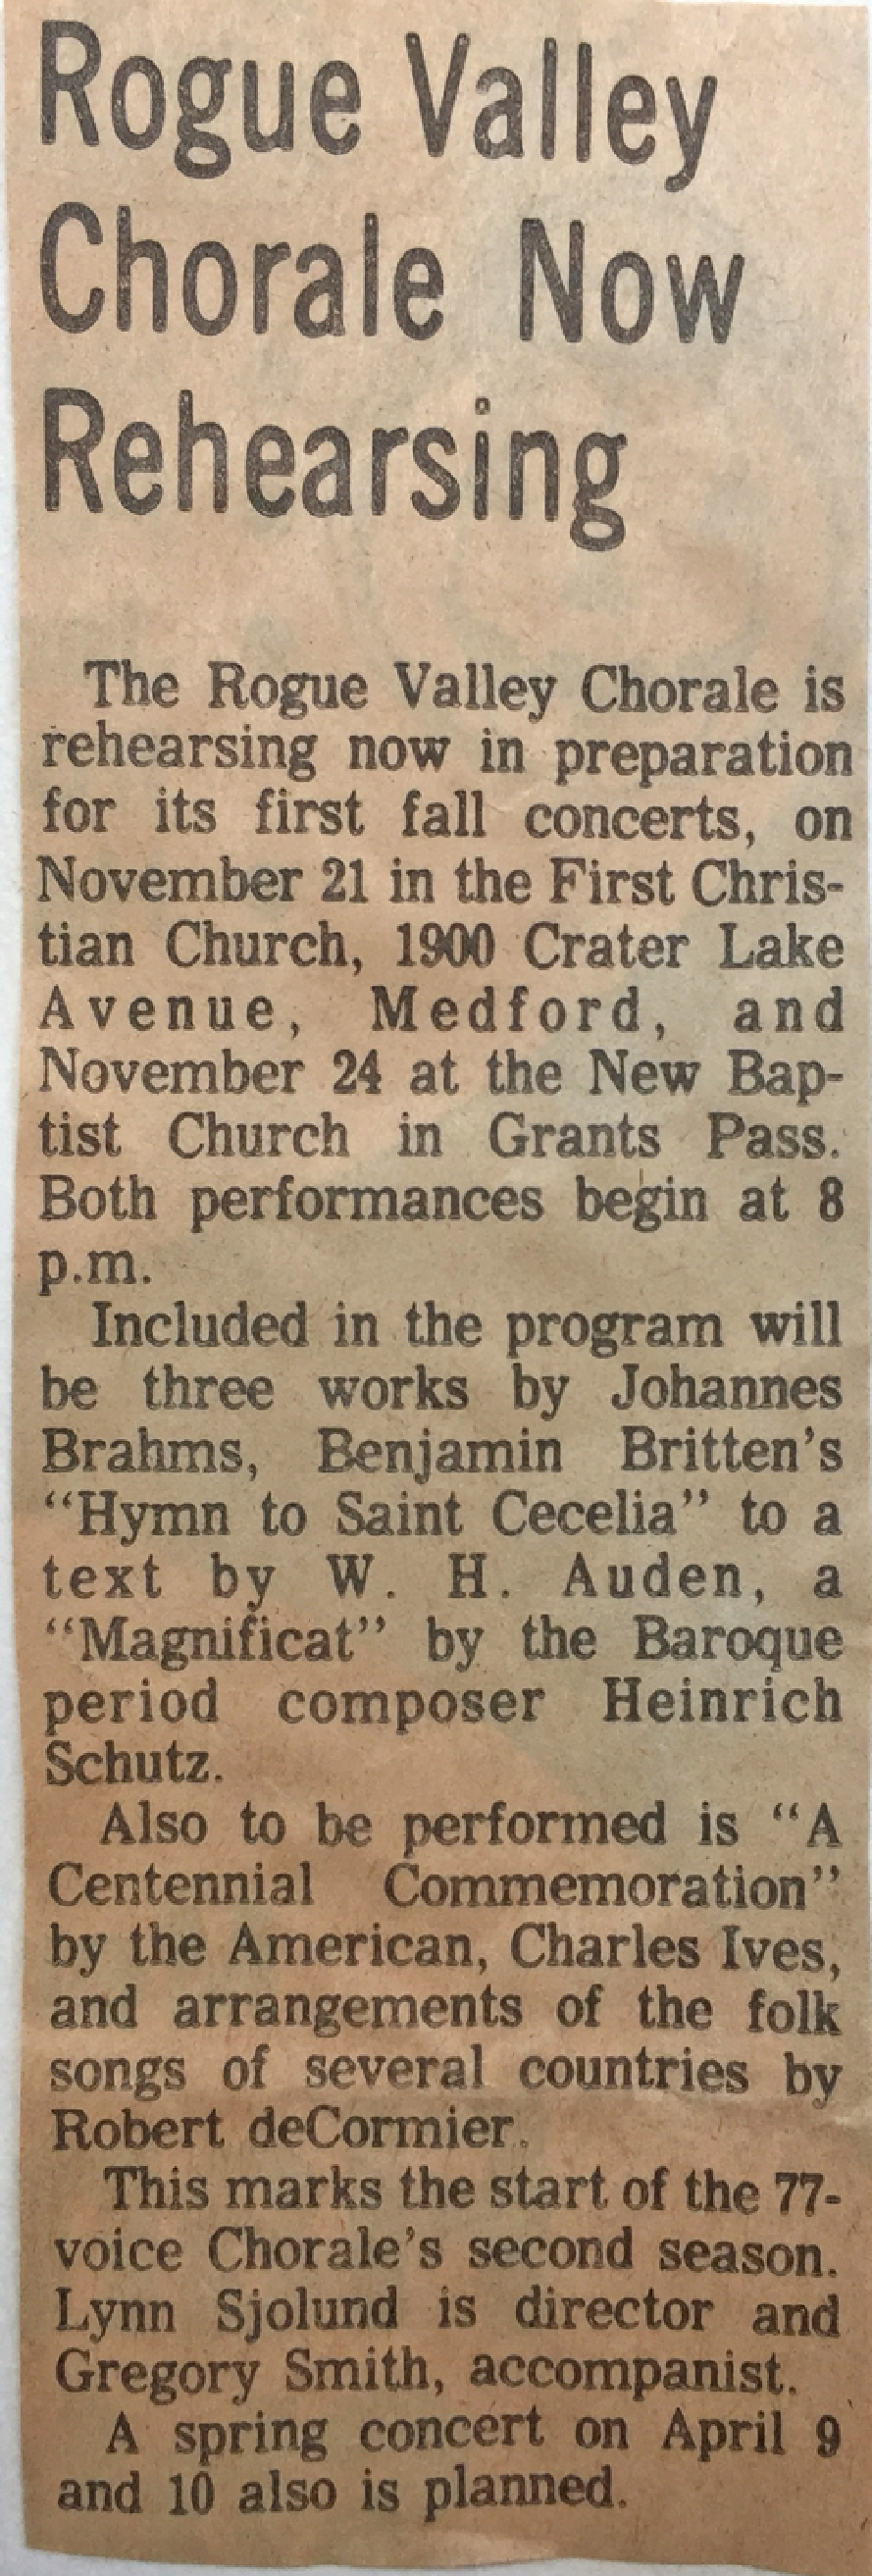 Rogue Valley
Chorale Now
Rehearsing
The Rogue Valley Chorale is
rehearsing now in preparation
for its first fall concerts, on
November 21 in the First Chris-
tian Church, 1900 Crater Lake
Avenue, Medford, and
November 24 at the New Bap-
tist Church in Grants Pass.
Both performances begin at 8
p.m.
Included in the program will
be three works by Johannes
Brahms, Benjamin Britten's
“Hymn to Saint Cecelia” to a
text by W. H. Auden, a
“Magnificat” by the Baroque
period composer Heinrich
Schutz.
Also to be performed is “A
Centennial Commemoration”
by the American, Charles Ives,
and arrangements of the folk
songs of several countries by
Robert deCormier.
This marks the start of the 77-
voice Chorale's second season.
Lynn Sjolund is director and
Gregory Smith, accompanist.
A spring concert on April 9
and 10 also is planned.